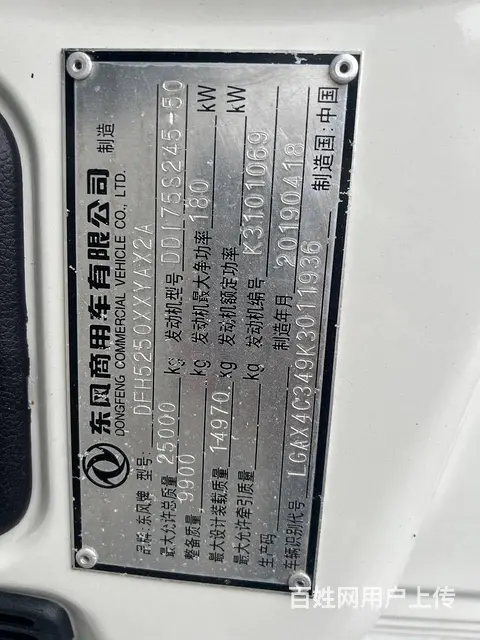 东风商用车有限公司 制造
DONGFENG COMMERCIAL VEHICLE CO., LTD.
品牌:东风牌 型号: DFH5250XXYAX2A
最大允许总质量 25000 kg 发动机型号 DDI75S245-50
整备质量 9900 kg 发动机最大净功率 180 kW
最大设计装载质量 14970 kg 发动机额定功率 kW
最大允许牵引质量 kg 发动机编号 K3101069
生产码 制造年月 20190418
车辆识别代号 LGAX4C349K3011936 制造国:中国
百姓网用户上传